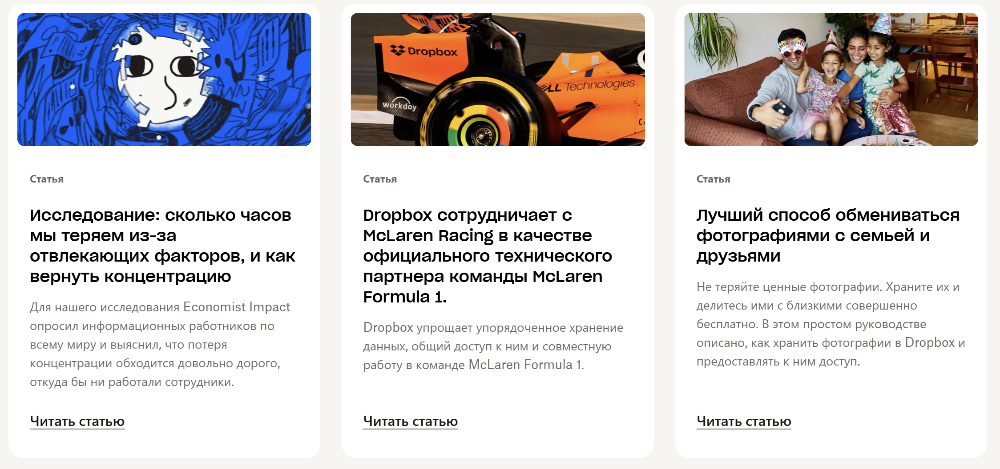 3
9
Dropbox
LL Technologies
workday
Статья
Исследование: сколько часов
мы теряем из-за
отвлекающих факторов, и как
вернуть концентрацию
Для нашего исследования Economist Impact
опросил информационных работников по
всему миру и выяснил, что потеря
концентрации обходится довольно дорого,
откуда бы ни работали сотрудники.
Читать статью
Статья
Dropbox сотрудничает с
McLaren Racing в качестве
официального технического
партнера команды McLaren
Formula 1.
Dropbox упрощает упорядоченное хранение
данных, общий доступ к ним и совместную
работу в команде McLaren Formula 1.
Читать статью
Статья
Лучший способ обмениваться
фотографиями с семьей и
друзьями
Не теряйте ценные фотографии. Храните их и
делитесь ими с близкими совершенно
бесплатно. В этом простом руководстве
описано, как хранить фотографии в Dropbox и
предоставлять к ним доступ.
Читать статью